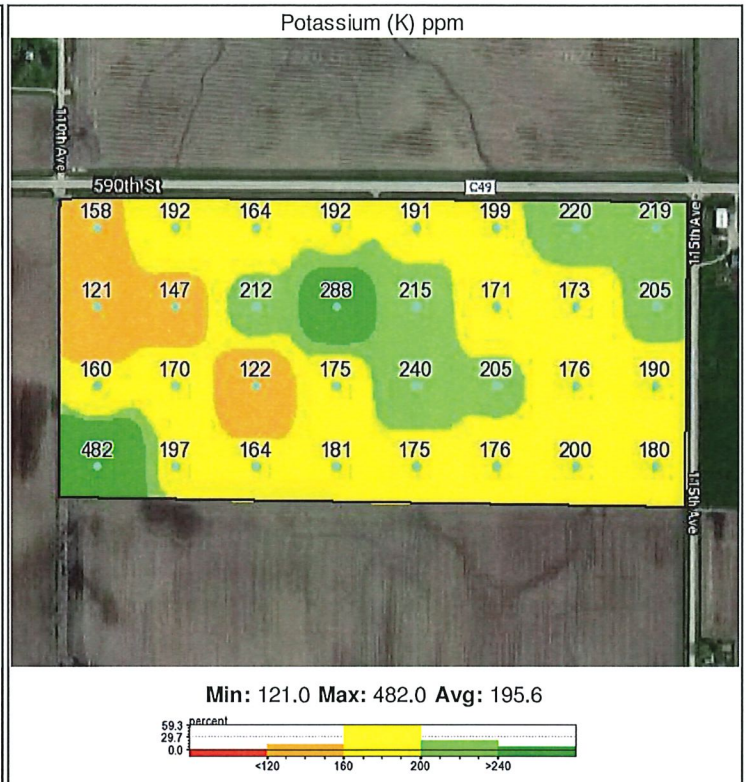 Potassium (K) ppm
110th Ave
590th St
C49
115th Ave
158 192 164 192 191 199 220 219
121 147 212 288 215 171 173 205
160 170 122 175 240 205 176 190
482 197 164 181 175 176 200 180
115th Ave
Min: 121.0 Max: 482.0 Avg: 195.6
percent
59.3
29.7
0.0
<120 160 200 >240